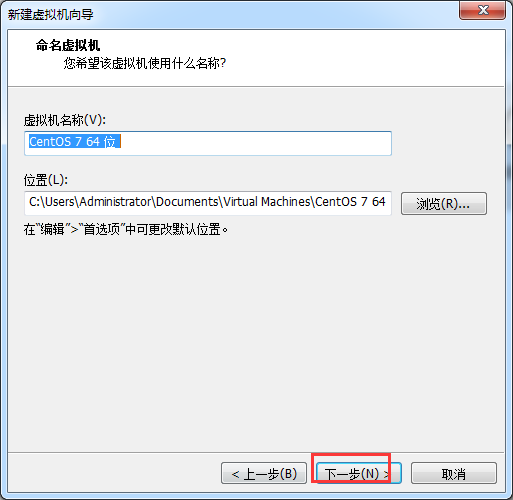 新建虚拟机向导
命名虚拟机
您希望该虚拟机使用什么名称?
虚拟机名称(V):
CentOS 7 64 位
位置(L):
C:\Users\Administrator\Documents\Virtual Machines\CentOS 7 64
浏览(R)...
在"编辑">"首选项"中可更改默认位置。
< 上一步(B)
下一步(N) >
取消